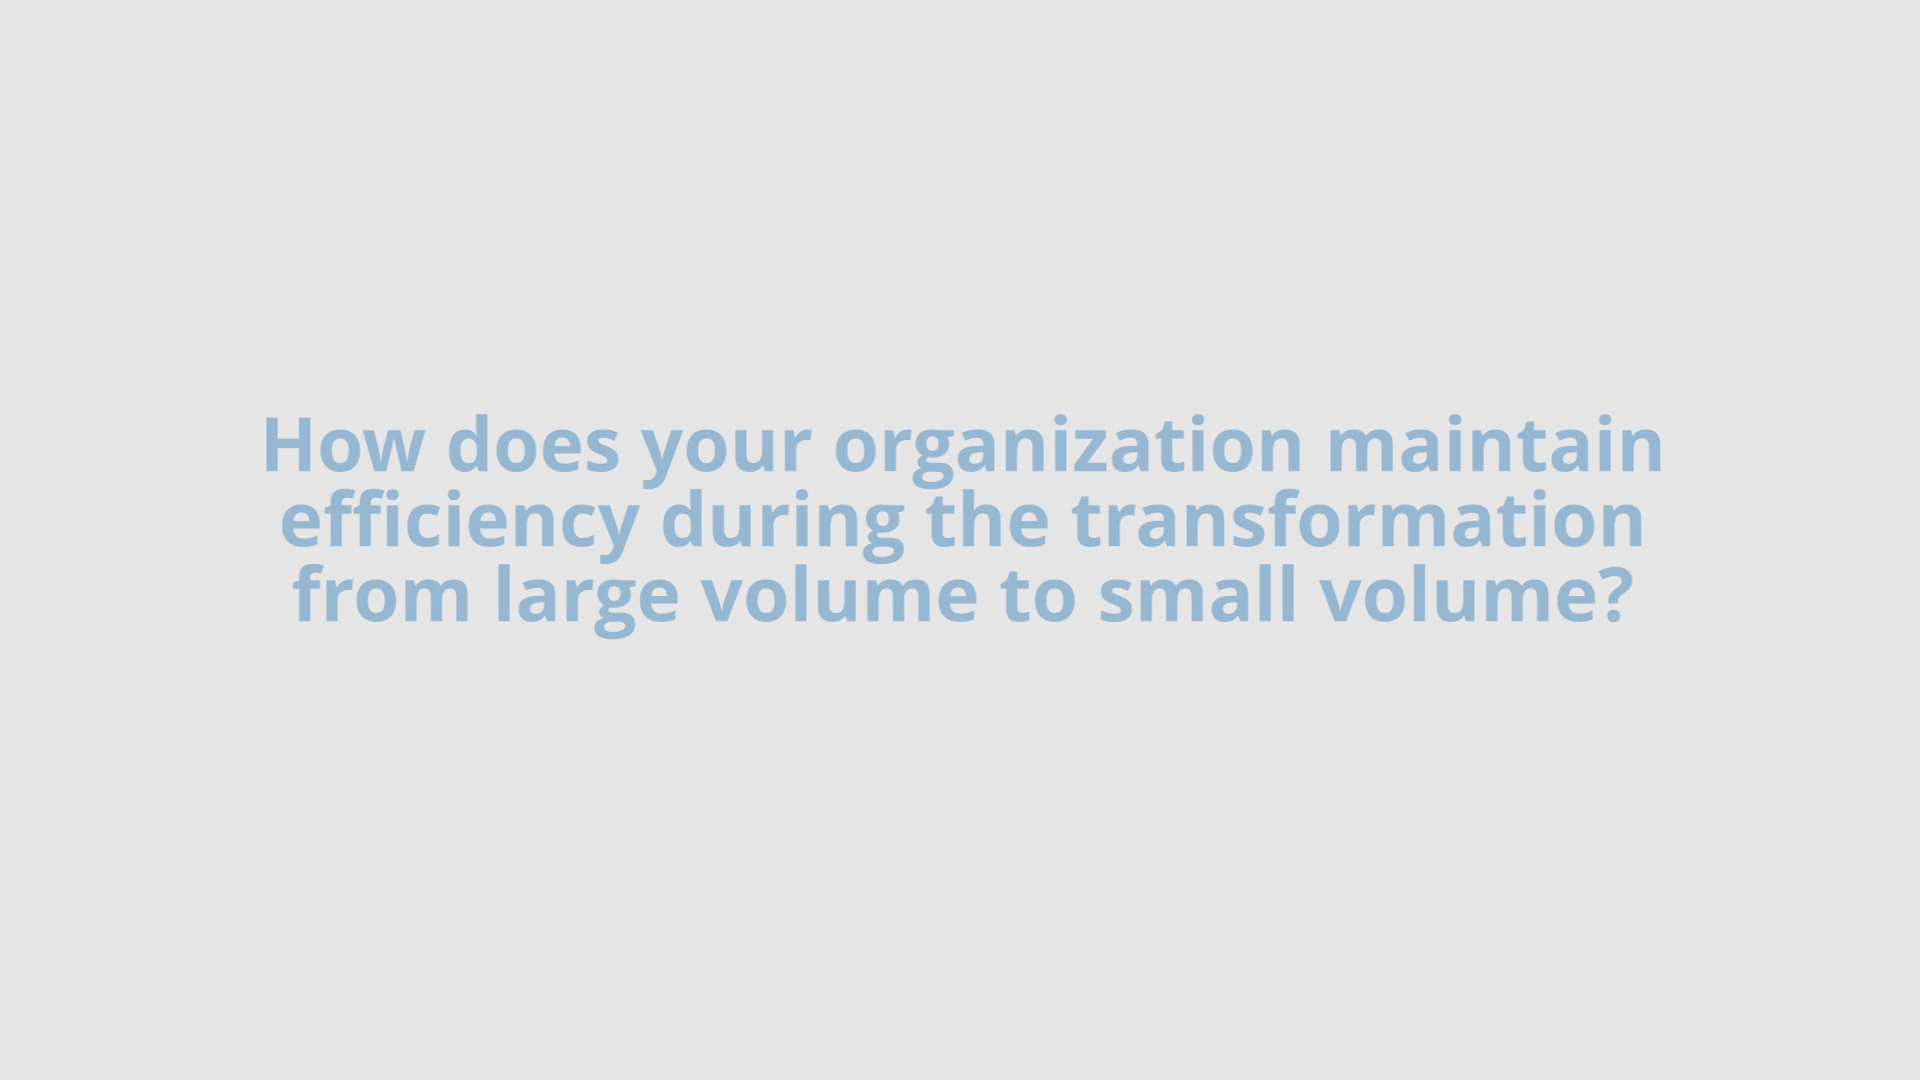 How does your organization maintain
efficiency during the transformation
from large volume to small volume?